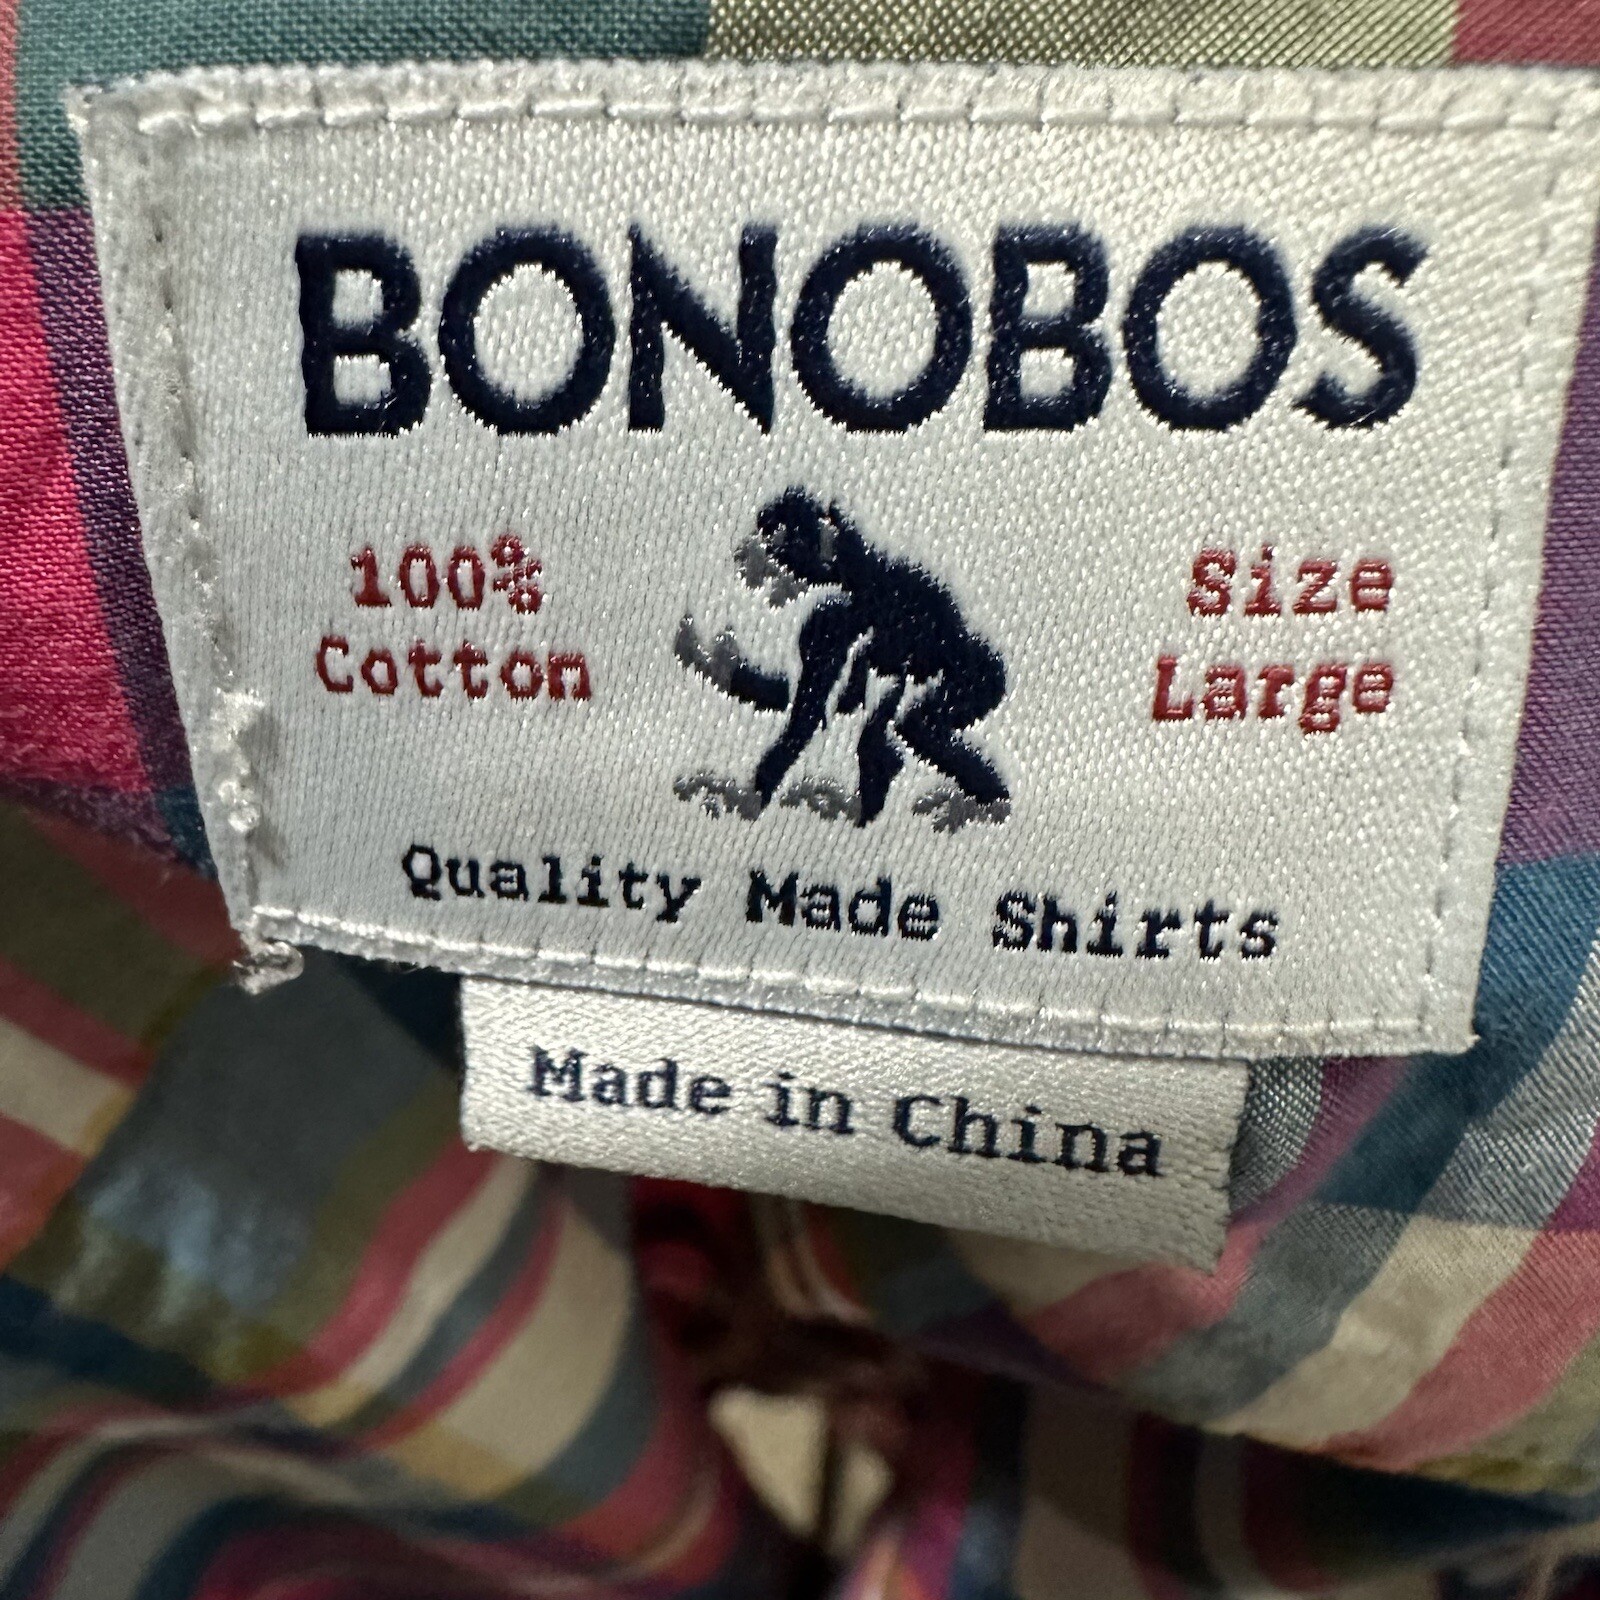 BONOBOS
100%
Cotton
Size
Large
Quality Made Shirts
Made in China